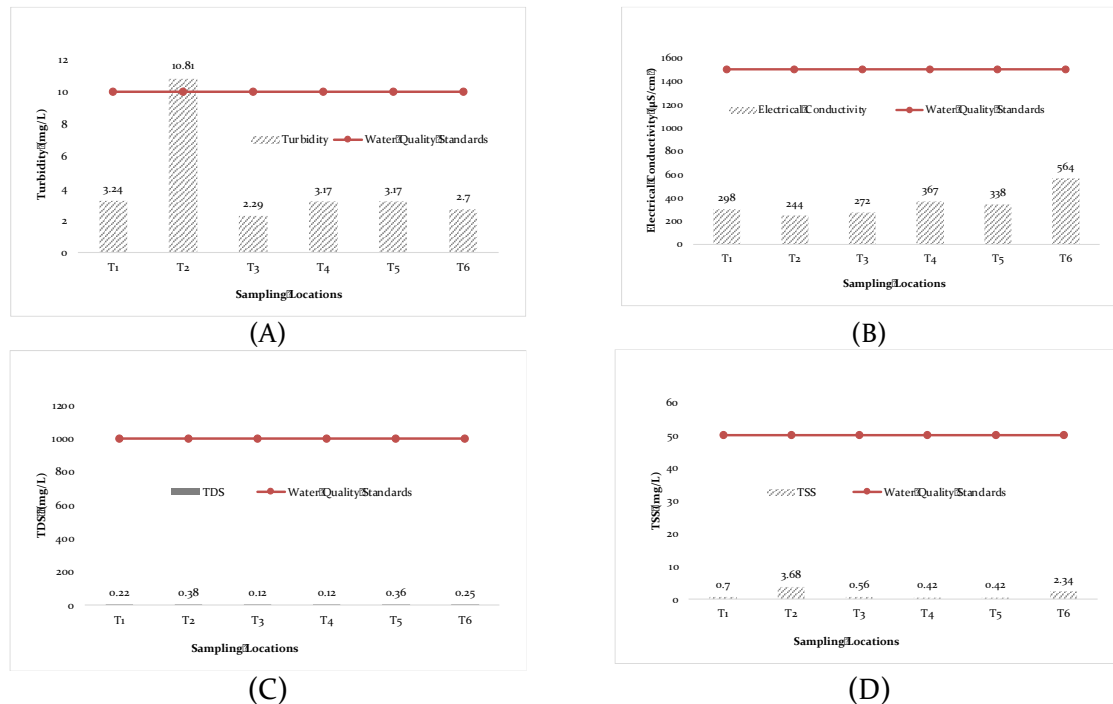 12
10
8
6
4
2
0
Turbidity (mg/L)
3.24
10.81
2.29
3.17
3.17
2.7
Turbidity
Water Quality Standards
T1 T2 T3 T4 T5 T6
Sampling Locations
(A)
1600
1400
1200
1000
800
600
400
200
0
Electrical Conductivity (µS/cm)
Electrical Conductivity
Water Quality Standards
298
244
272
367
338
564
T1 T2 T3 T4 T5 T6
Sampling Locations
(B)
1200
1000
800
600
400
200
0
TDS (mg/L)
TDS
Water Quality Standards
0.22
0.38
0.12
0.12
0.36
0.25
T1 T2 T3 T4 T5 T6
Sampling Locations
(C)
60
50
40
30
20
10
0
TSS (mg/L)
TSS
Water Quality Standards
0.7
3.68
0.56
0.42
0.42
2.34
T1 T2 T3 T4 T5 T6
Sampling Locations
(D)